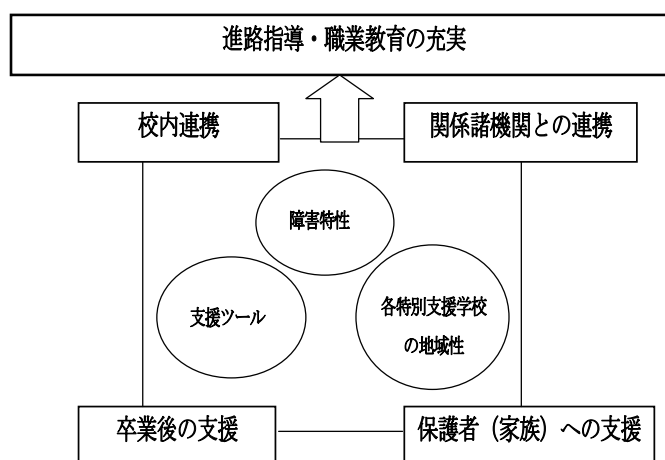 進路指導・職業教育の充実
校内連携
関係諸機関との連携
障害特性
支援ツール
各特別支援学校
の地域性
卒業後の支援
保護者（家族）への支援